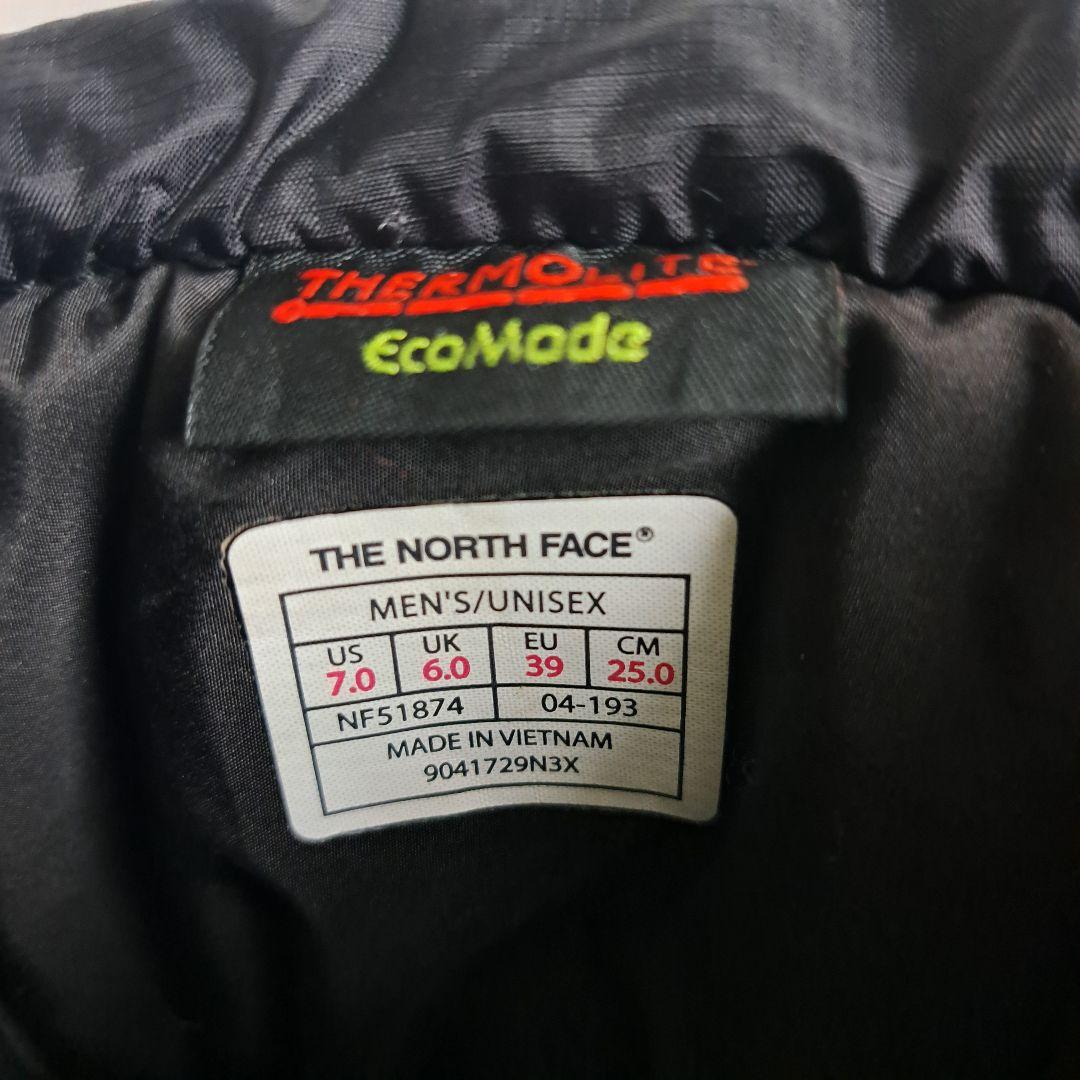 THERMOLITE
EcoMade
THE NORTH FACE®
MEN'S/UNISEX
US UK EU CM
7.0 6.0 39 25.0
NF51874 04-193
MADE IN VIETNAM
9041729N3X